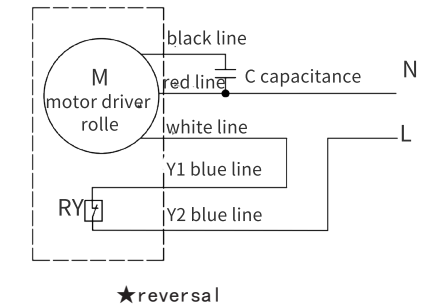 black line
M
red line
C capacitance
N
motor driver
rolle
white line
L
Y1 blue line
RY
Y2 blue line
★reversal